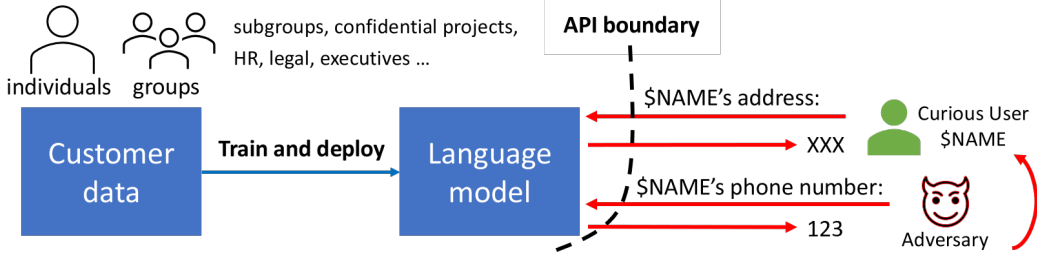 subgroups, confidential projects,
HR, legal, executives …
individuals
groups
API boundary
Customer
data
Train and deploy
Language
model
$NAME’s address:
XXX
Curious User
$NAME
$NAME’s phone number:
123
Adversary